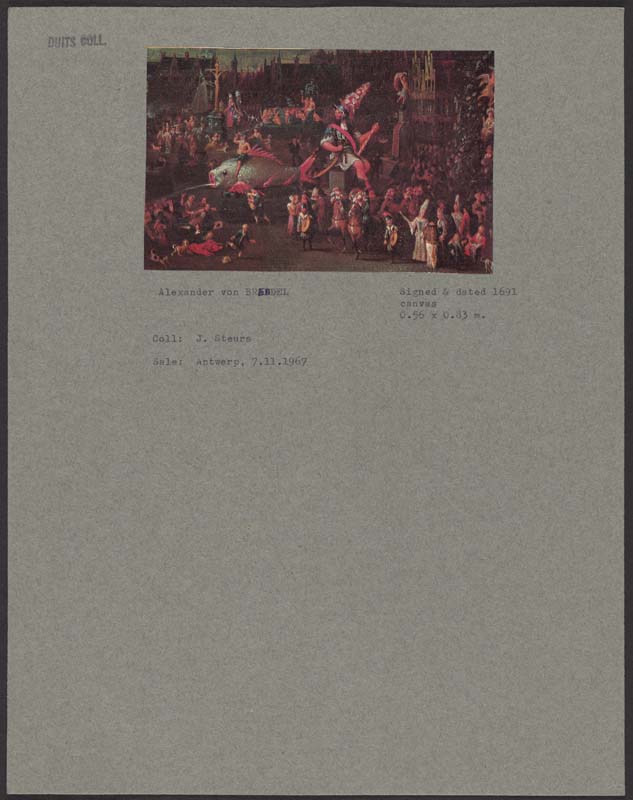 DUITS COLL.
Alexander von BREDEL
Signed & dated 1691
canvas
0.56 x 0.83 m.
Coll: J. Steurs
Sale: Antwerp, 7.11.1967